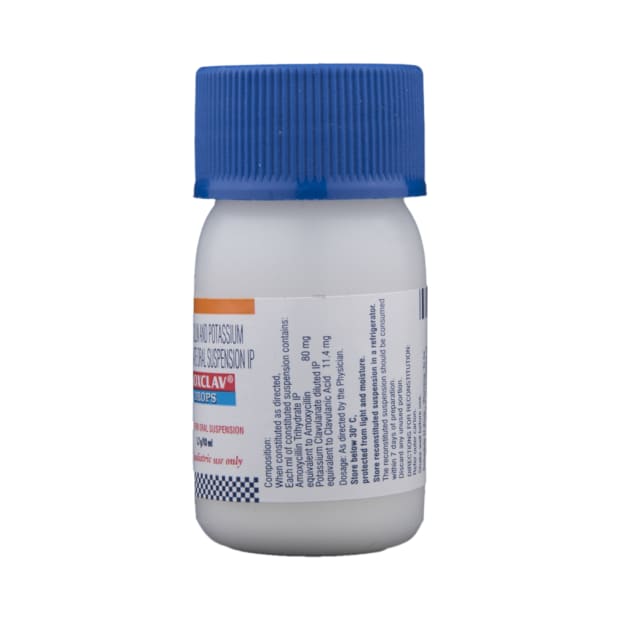 LIN AND POTASSIUM
ORAL SUSPENSION IP
OXCLAV®
DROPS
ORAL SUSPENSION
paediatric use only
Composition:
When constituted as directed,
Each ml of constituted suspension contains:
Amoxycillin Trihydrate IP
equivalent to Amoxycillin 80 mg
Potassium Clavulanate diluted IP
equivalent to Clavulanic Acid 11.4 mg
Dosage: As directed by the Physician.
Store below 30° C,
protected from light and moisture.
Store reconstituted suspension in a refrigerator.
The reconstituted suspension should be consumed
within 7 days of preparation.
Discard any unused portion.
DIRECTIONS FOR RECONSTITUTION:
Refer outer carton.